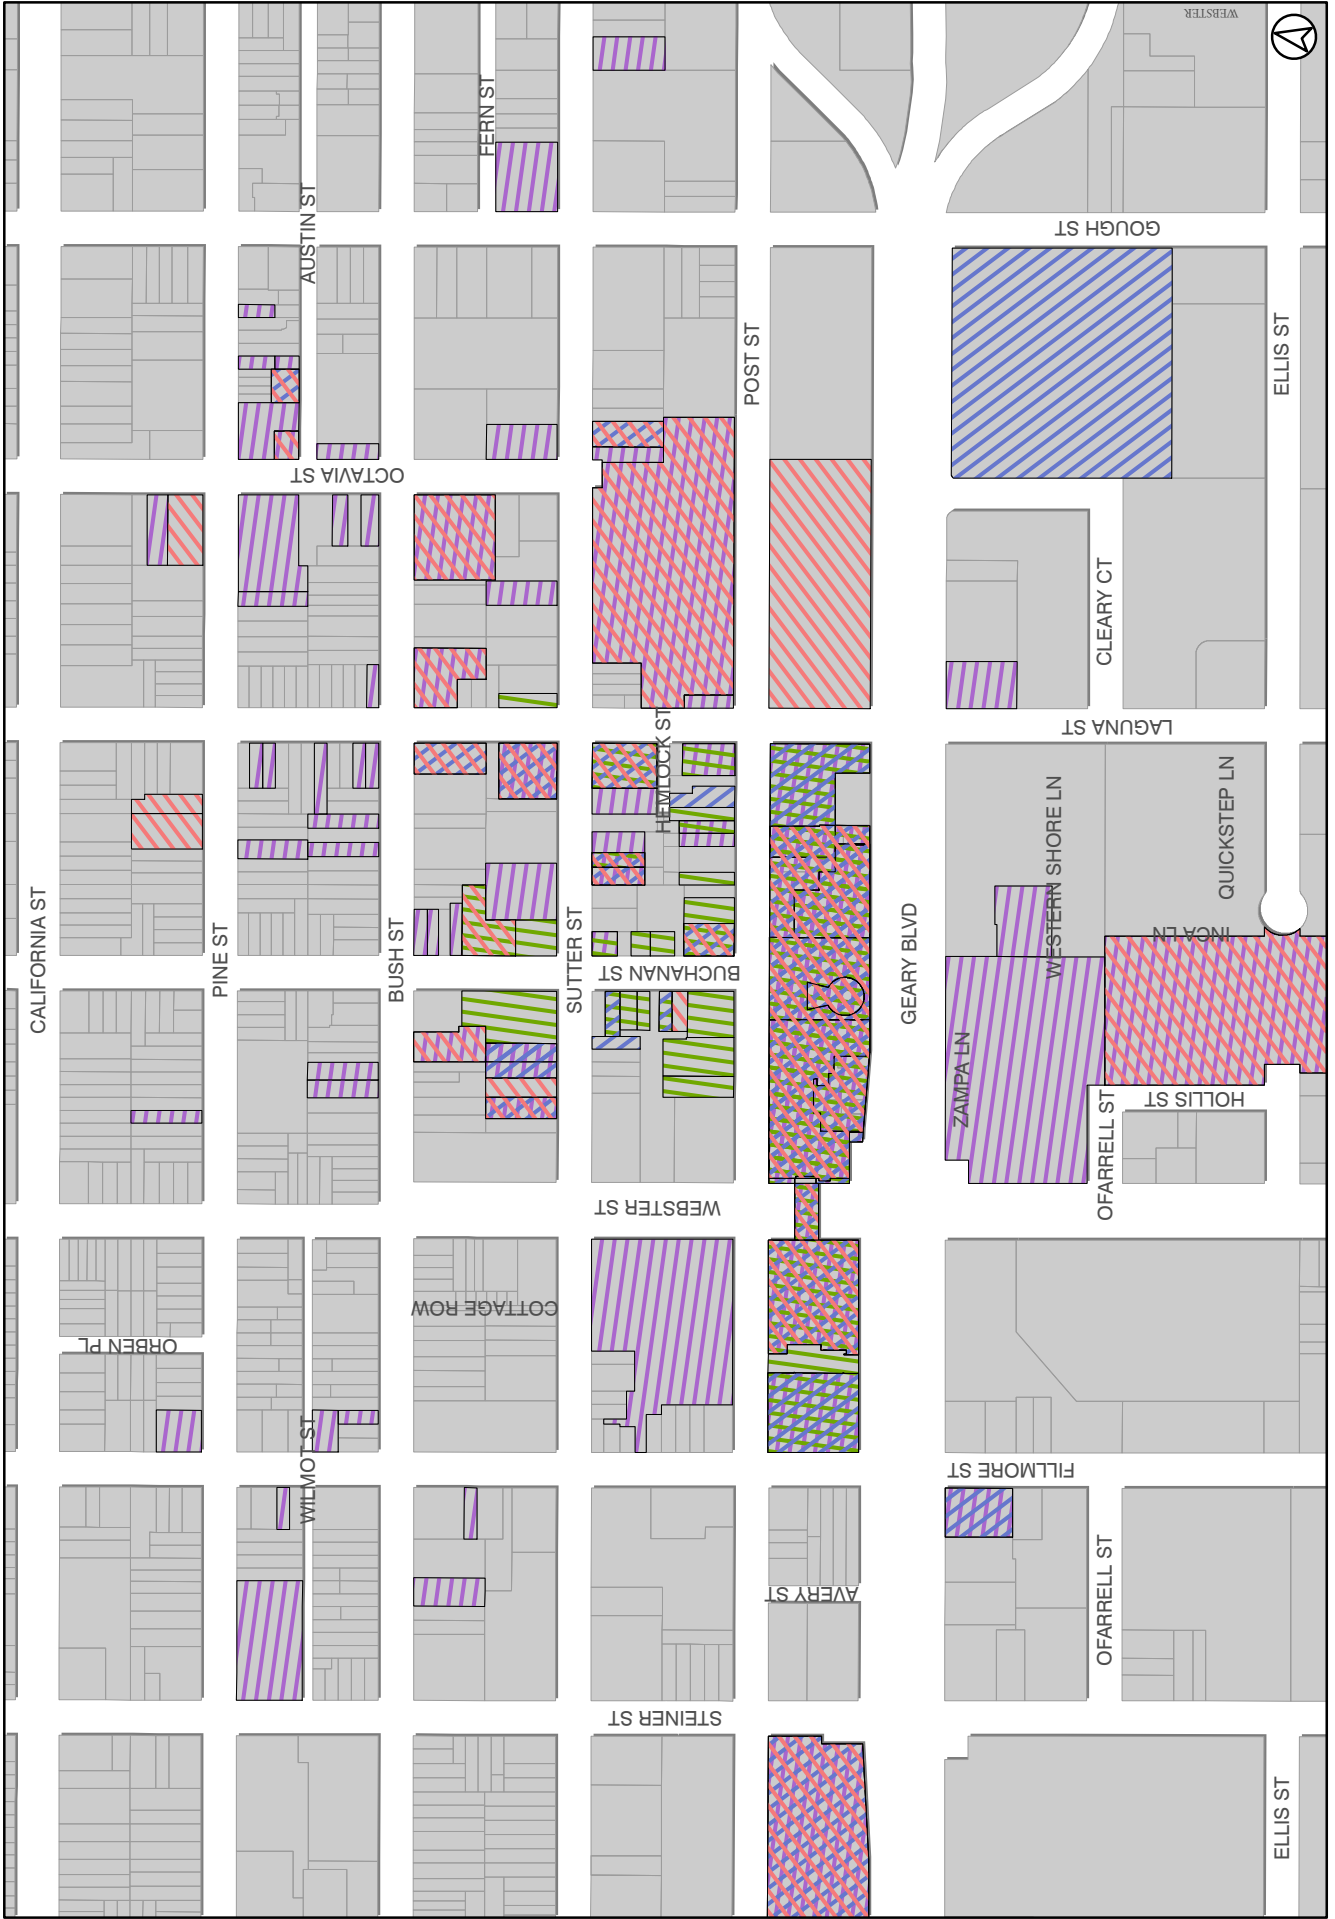 WEBSTER
FERN ST
AUSTIN ST
GOUGH ST
POST ST
ELLIS ST
OCTAVIA ST
CLEARY CT
LAGUNA ST
HEMLOCK ST
WESTERN SHORE LN
QUICKSTEP LN
CALIFORNIA ST
PINE ST
BUSH ST
SUTTER ST
BUCHANAN ST
GEARY BLVD
INCA LN
ZAMPA LN
HOLLIS ST
OFARRELL ST
WEBSTER ST
COTTAGE ROW
ORBEN PL
WILMOT ST
FILLMORE ST
AVERY ST
OFARRELL ST
STEINER ST
ELLIS ST